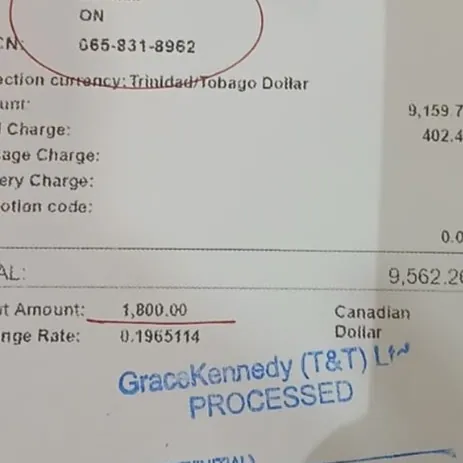 ON
CN: 065-831-8962
ection currency: Trinidad/Tobago Dollar
unt: 9,159.7
l Charge: 402.4
age Charge:
ery Charge:
otion code:
0.0
AL: 9,562.20
t Amount: 1,800.00 Canadian
nge Rate: 0.1965114 Dollar
GraceKennedy (T&T) Ltd
PROCESSED